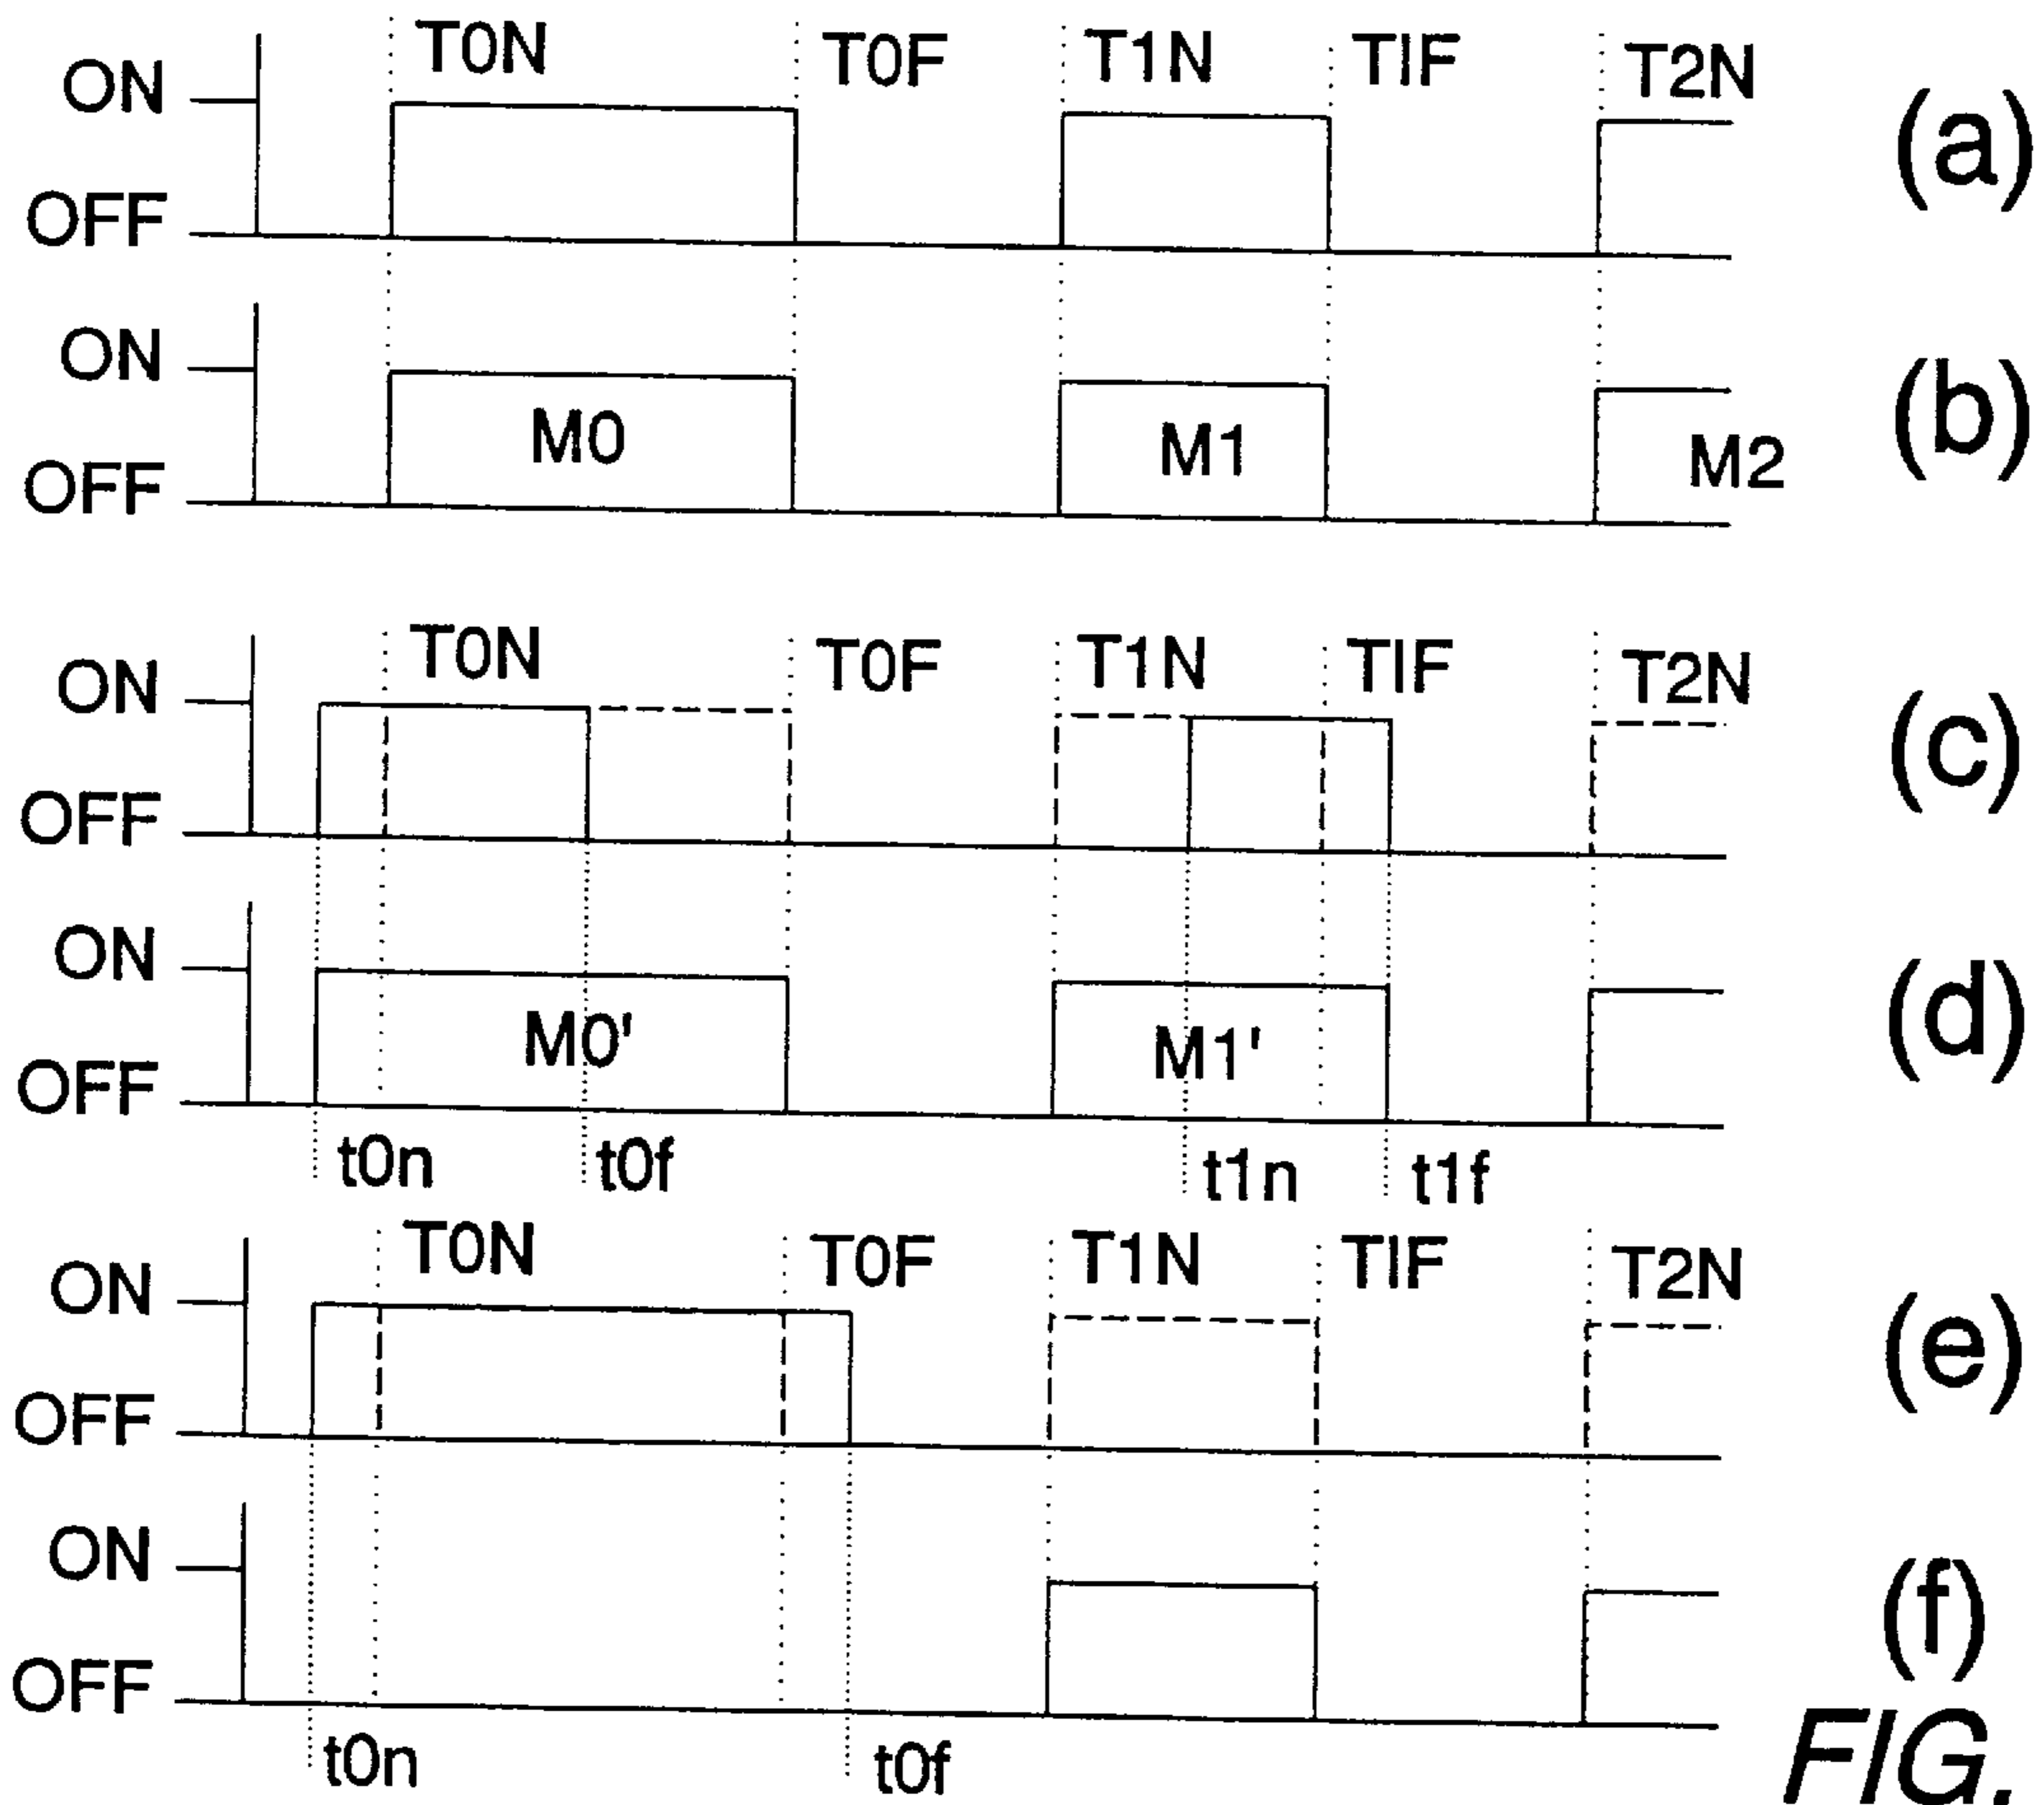 T0N T0F T1N TIF T2N
ON
OFF
(a)
ON
OFF
M0 M1 M2
(b)
T0N T0F T1N TIF T2N
ON
OFF
(c)
ON
OFF
M0' M1'
(d)
t0n t0f t1n t1f
T0N T0F T1N TIF T2N
ON
OFF
(e)
ON
OFF
(f)
t0n t0f
FIG.